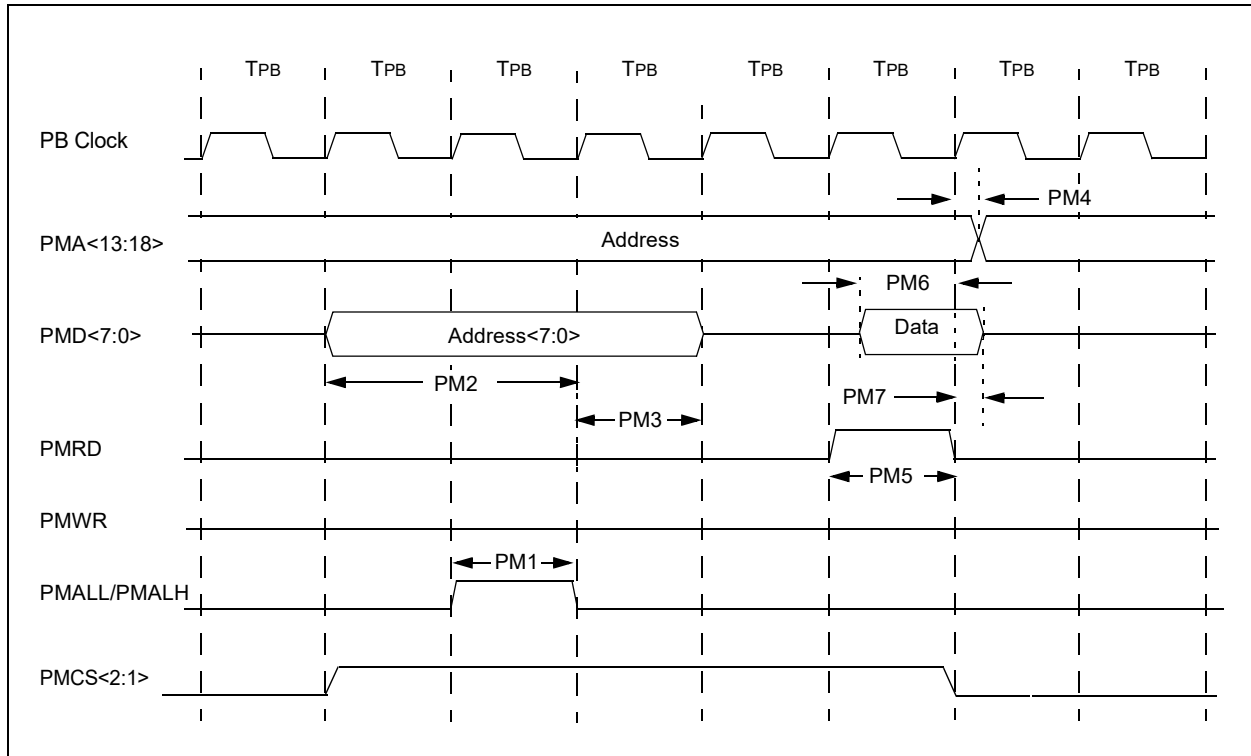 TPB TPB TPB TPB TPB TPB TPB TPB
PB Clock
PM4
PMA<13:18>
Address
PM6
PMD<7:0>
Address<7:0>
Data
PM2
PM7
PM3
PMRD
PM5
PMWR
PM1
PMALL/PMALH
PMCS<2:1>